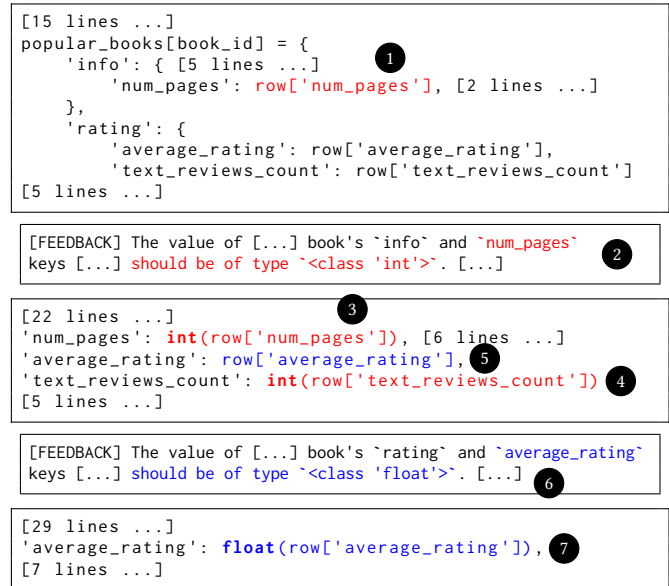 [15 lines ...]
popular_books[book_id] = {
    'info': { [5 lines ...] 1
        'num_pages': row['num_pages'], [2 lines ...]
    },
    'rating': {
        'average_rating': row['average_rating'],
        'text_reviews_count': row['text_reviews_count']
[5 lines ...]
[FEEDBACK] The value of [...] book's `info` and `num_pages`
keys [...] should be of type `<class 'int'>`. [...] 2
3
[22 lines ...]
'num_pages': int(row['num_pages']), [6 lines ...]
'average_rating': row['average_rating'], 5
'text_reviews_count': int(row['text_reviews_count']) 4
[5 lines ...]
[FEEDBACK] The value of [...] book's `rating` and `average_rating`
keys [...] should be of type `<class 'float'>`. [...] 6
[29 lines ...]
'average_rating': float(row['average_rating']), 7
[7 lines ...]